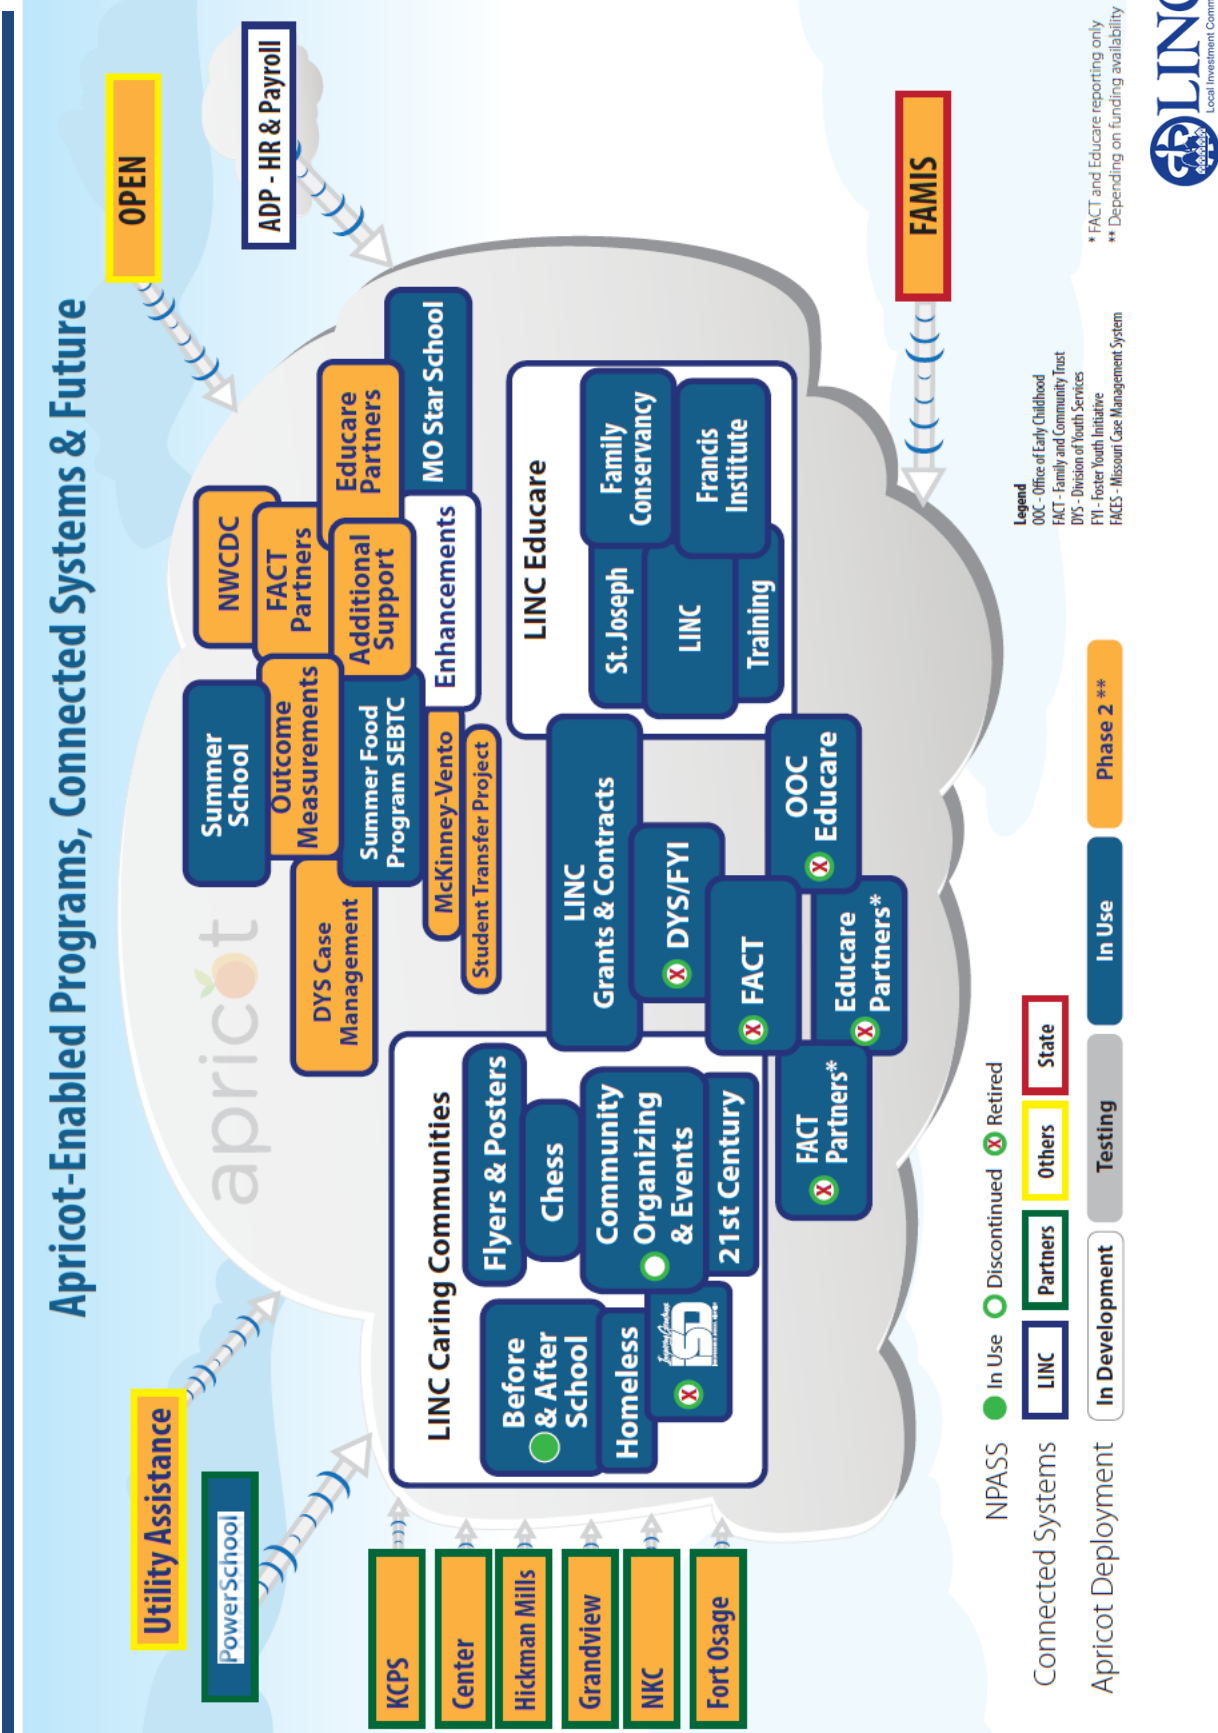 Apricot-Enabled Programs, Connected Systems & Future
Utility Assistance
OPEN
PowerSchool
ADP - HR & Payroll
apricot
KCPS
Center
Hickman Mills
Grandview
NKC
Fort Osage
FAMIS
Summer
School
NWCDC
DYS Case
Management
Outcome
Measurements
FACT
Partners
Educare
Partners
Summer Food
Program SEBTC
Additional
Support
MO Star School
McKinney-Vento
Enhancements
Student Transfer Project
LINC Caring Communities
Before
& After
School
Flyers & Posters
Chess
Homeless
Community
Organizing
& Events
ISD
21st Century
LINC
Grants & Contracts
X DYS/FYI
X FACT
X OOC
Educare
X FACT
Partners*
X Educare
Partners*
LINC Educare
St. Joseph
Family
Conservancy
LINC
Francis
Institute
Training
NPASS
In Use
Discontinued
X Retired
Connected Systems
LINC
Partners
Others
State
Apricot Deployment
In Development
Testing
In Use
Phase 2 **
Legend
OOC - Office of Early Childhood
FACT - Family and Community Trust
DYS - Division of Youth Services
FYI - Foster Youth Initiative
FACES - Missouri Case Management System
* FACT and Educare reporting only
** Depending on funding availability
LINC
Local Investment Comm